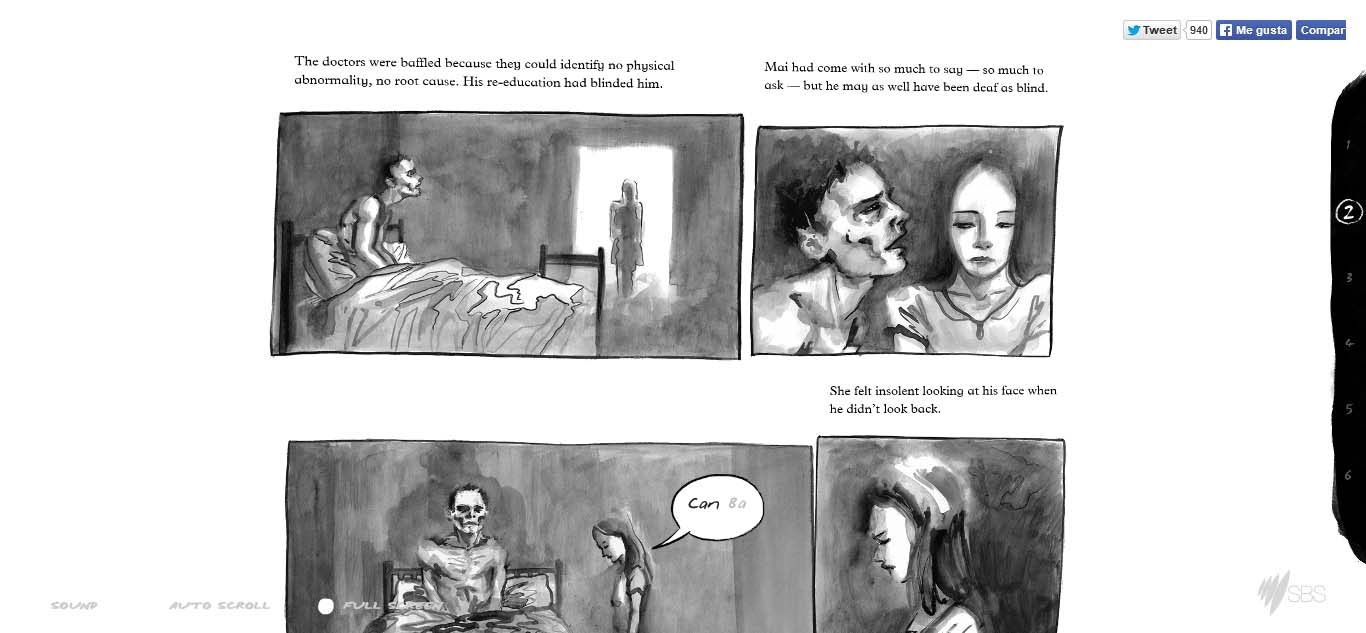 Tweet 940 Me gusta Compar
The doctors were baffled because they could identify no physical
abnormality, no root cause. His re-education had blinded him.
Mai had come with so much to say — so much to
ask — but he may as well have been deaf as blind.
1
2
3
4
5
6
She felt insolent looking at his face when
he didn't look back.
Can Ba
SOUND AUTO SCROLL FULL SCREEN
SBS